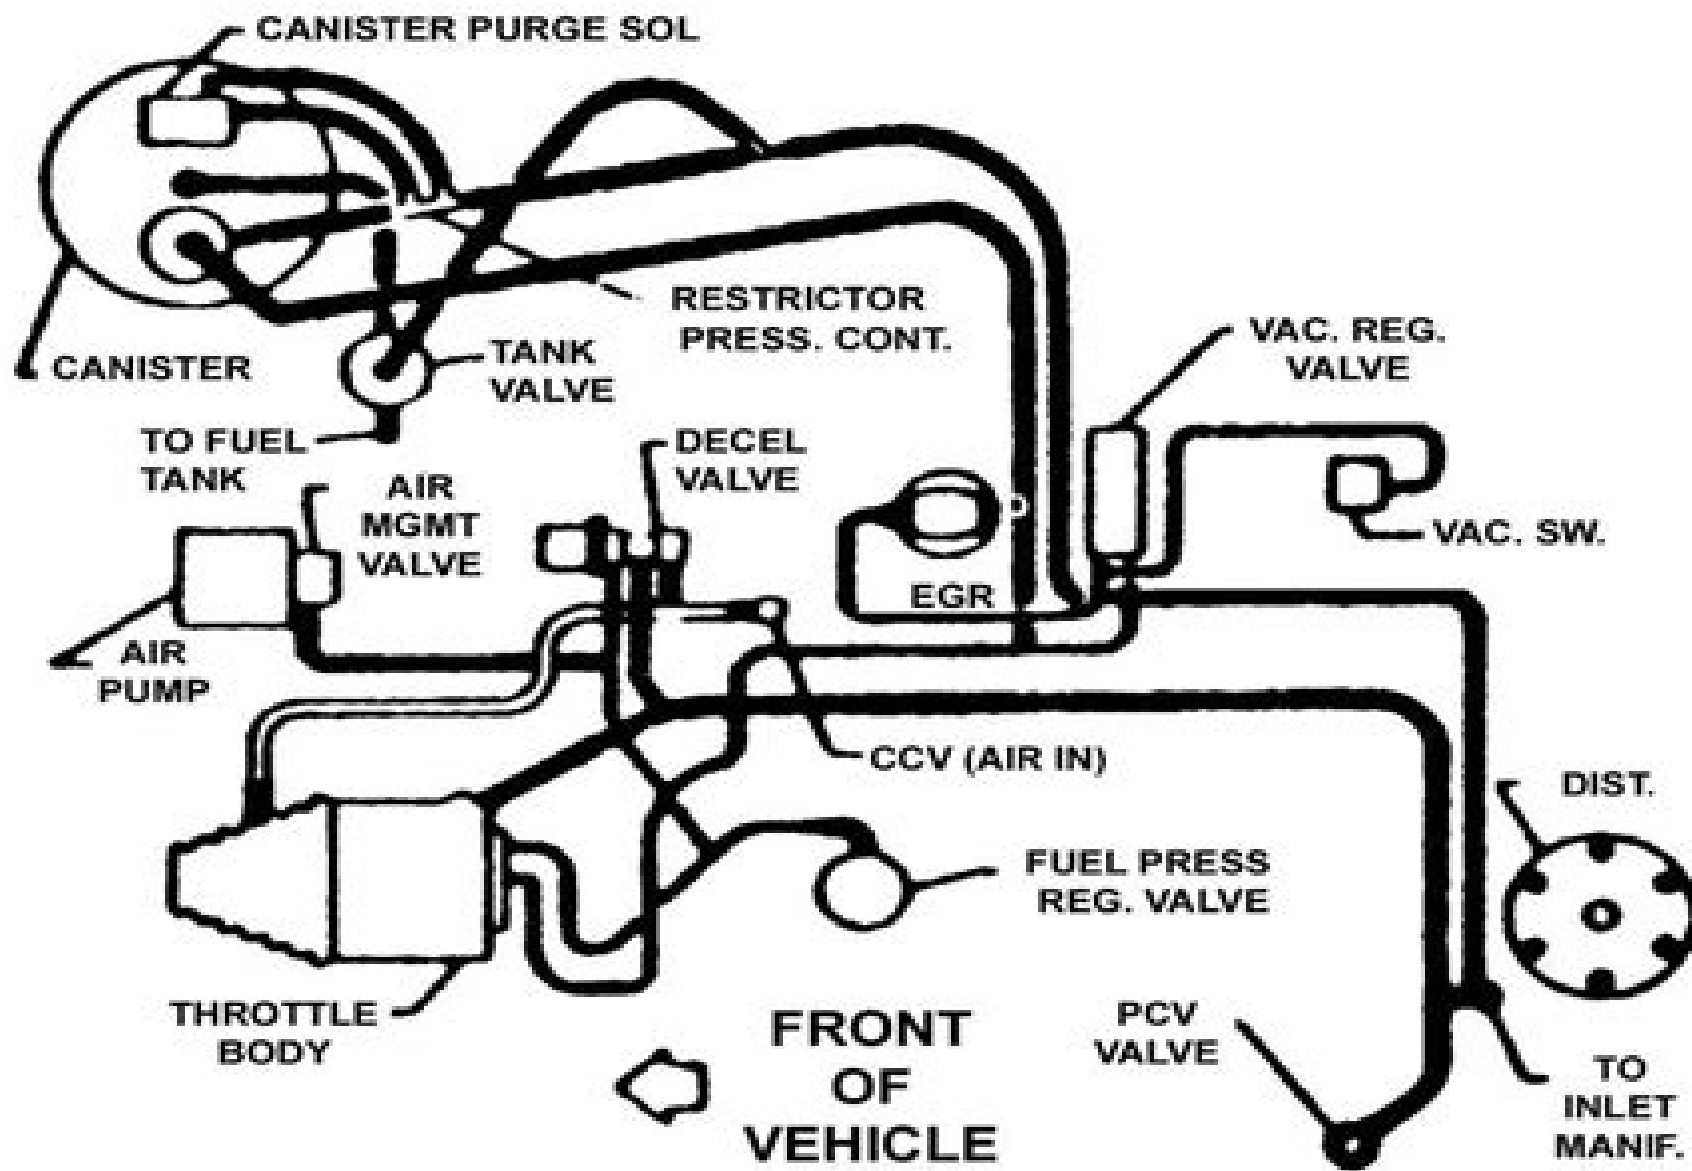 CANISTER PURGE SOL
RESTRICTOR
PRESS. CONT.
CANISTER
TANK
VALVE
VAC. REG.
VALVE
TO FUEL
TANK
AIR
MGMT
VALVE
DECEL
VALVE
VAC. SW.
EGR
AIR
PUMP
CCV (AIR IN)
DIST.
FUEL PRESS
REG. VALVE
THROTTLE
BODY
FRONT
OF
VEHICLE
PCV
VALVE
TO
INLET
MANIF.